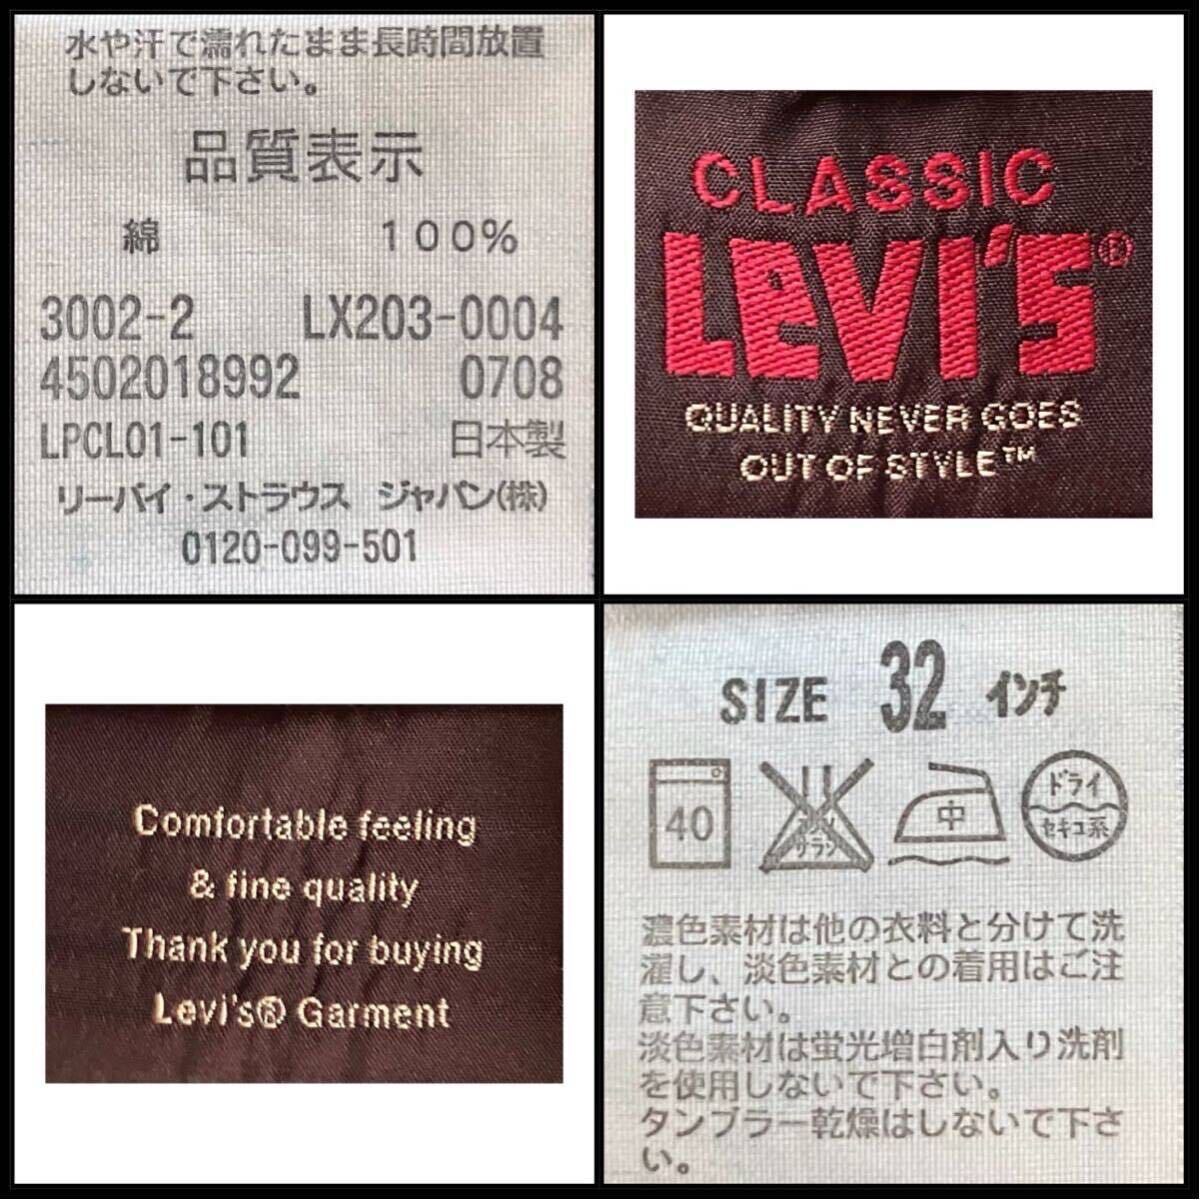 水や汗で濡れたまま長時間放置
しないで下さい。
品質表示
綿 100%
3002-2 LX203-0004
4502018992 0708
LPCL01-101 日本製
リーバイ・ストラウス ジャパン(株)
0120-099-501
CLASSIC
LEVI'S®
QUALITY NEVER GOES
OUT OF STYLE™
Comfortable feeling
& fine quality
Thank you for buying
Levi's® Garment
SIZE 32 インチ
40
エンソ
サラシ
中
ドライ
セキユ系
濃色素材は他の衣料と分けて洗
濯し、淡色素材との着用はご注
意下さい。
淡色素材は蛍光増白剤入り洗剤
を使用しないで下さい。
タンブラー乾燥はしないで下さ
い。